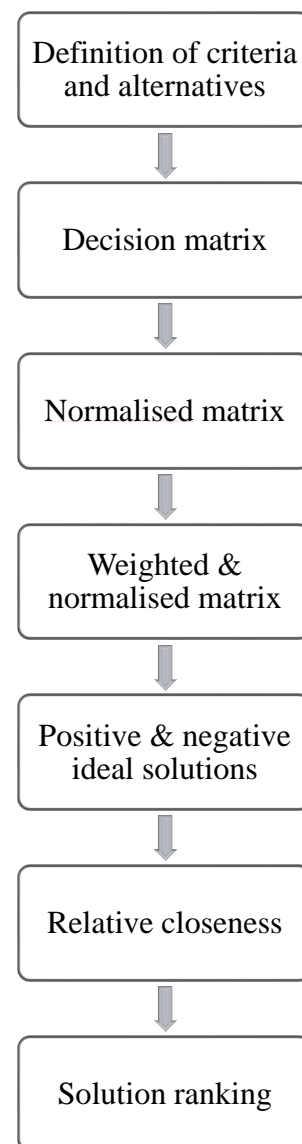 Definition of criteria
and alternatives
Decision matrix
Normalised matrix
Weighted &
normalised matrix
Positive & negative
ideal solutions
Relative closeness
Solution ranking